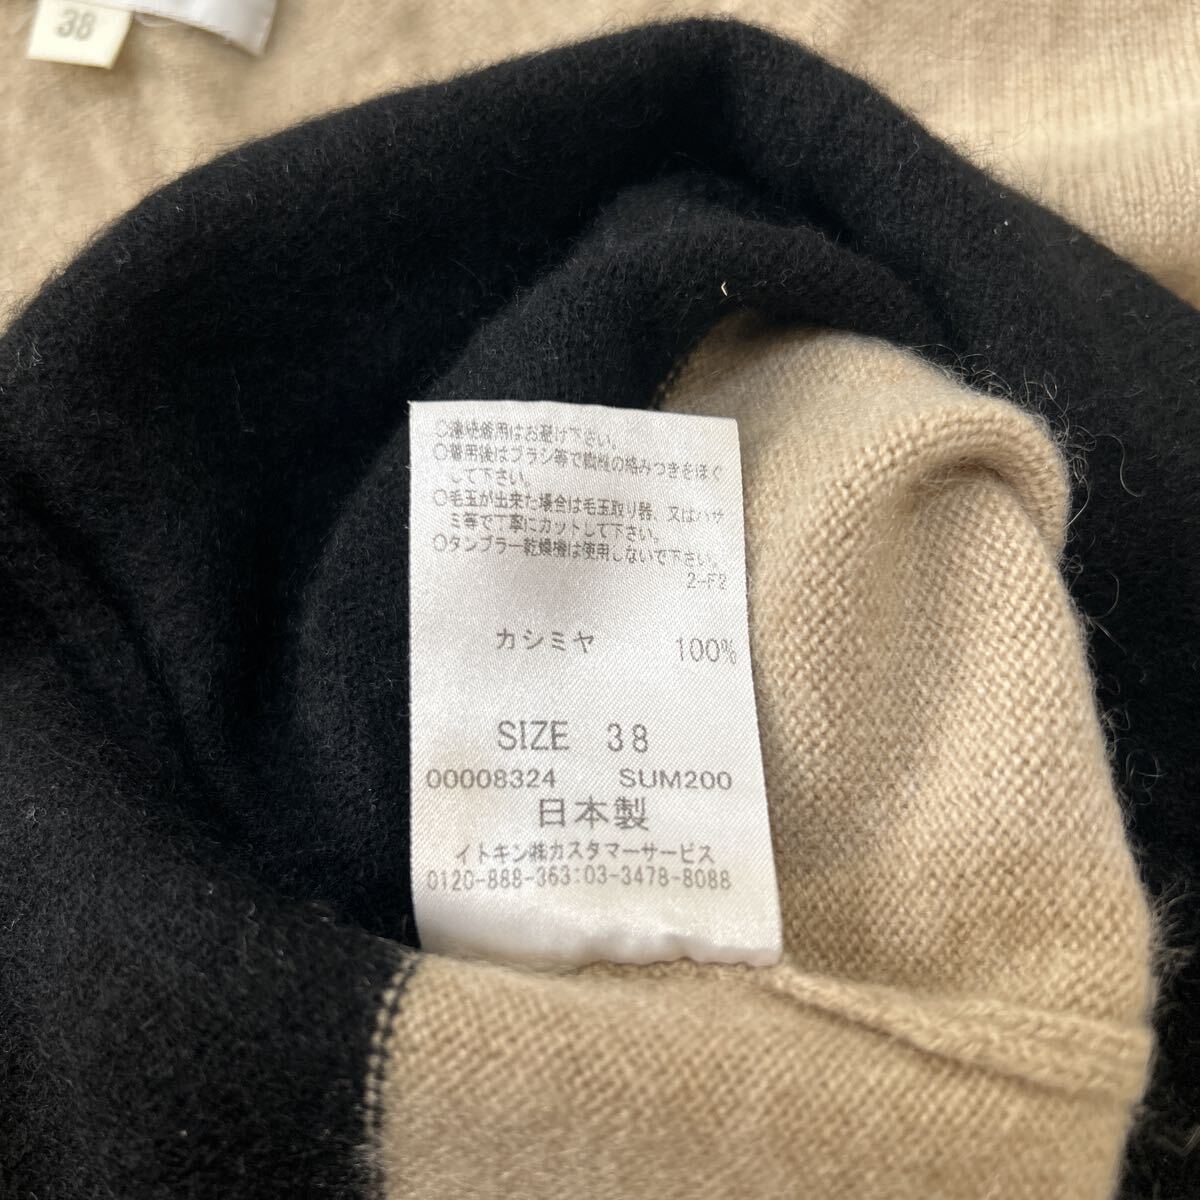 38
○連続着用はお避け下さい。
○着用後はブラシ等で繊維の絡みつきをほぐ
して下さい。
○毛玉が出来た場合は毛玉取り器、又はハサ
ミ等で丁寧にカットして下さい。
○タンブラー乾燥機は使用しないで下さい。
2-F2
カシミヤ 100%
SIZE 38
00008324 SUM200
日本製
イトキン㈱カスタマーサービス
0120-888-363:03-3478-8088